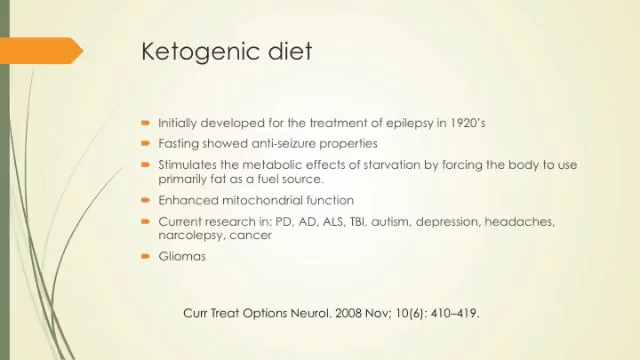 Ketogenic diet
Initially developed for the treatment of epilepsy in 1920's
Fasting showed anti-seizure properties
Stimulates the metabolic effects of starvation by forcing the body to use
primarily fat as a fuel source.
Enhanced mitochondrial function
Current research in: PD, AD, ALS, TBI, autism, depression, headaches,
narcolepsy, cancer
Gliomas
Curr Treat Options Neurol. 2008 Nov; 10(6): 410–419.